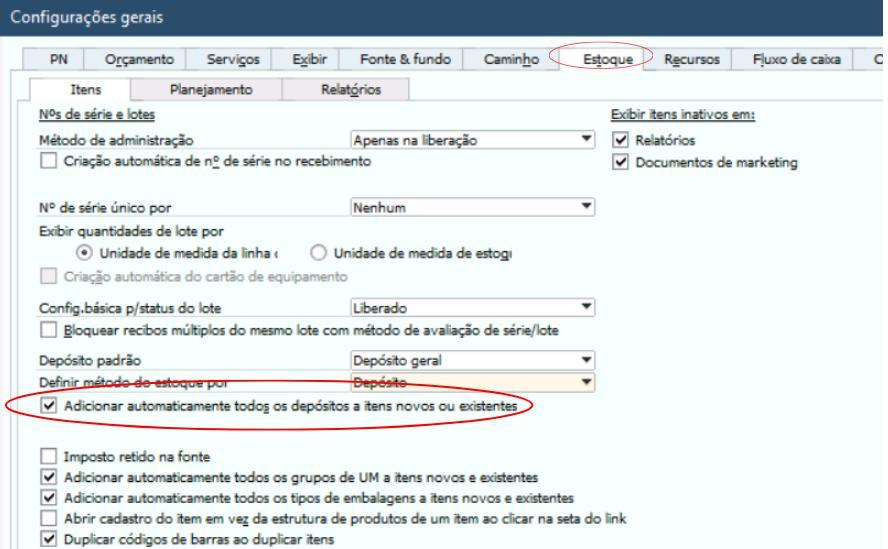 Configurações gerais
PN Orçamento Serviços Exibir Fonte & fundo Caminho Estoque Recursos Fluxo de caixa C
Itens Planejamento Relatórios
Nºs de série e lotes Exibir itens inativos em:
Método de administração Apenas na liberação Relatórios
Criação automática de nº de série no recebimento Documentos de marketing
Nº de série único por Nenhum
Exibir quantidades de lote por
Unidade de medida da linha Unidade de medida de estoqu
Criação automática do cartão de equipamento
Config.básica p/status do lote Liberado
Bloquear recibos múltiplos do mesmo lote com método de avaliação de série/lote
Depósito padrão Depósito geral
Definir método do estoque por Depósito
Adicionar automaticamente todos os depósitos a itens novos ou existentes
Imposto retido na fonte
Adicionar automaticamente todos os grupos de UM a itens novos e existentes
Adicionar automaticamente todos os tipos de embalagens a itens novos e existentes
Abrir cadastro do item em vez da estrutura de produtos de um item ao clicar na seta do link
Duplicar códigos de barras ao duplicar itens